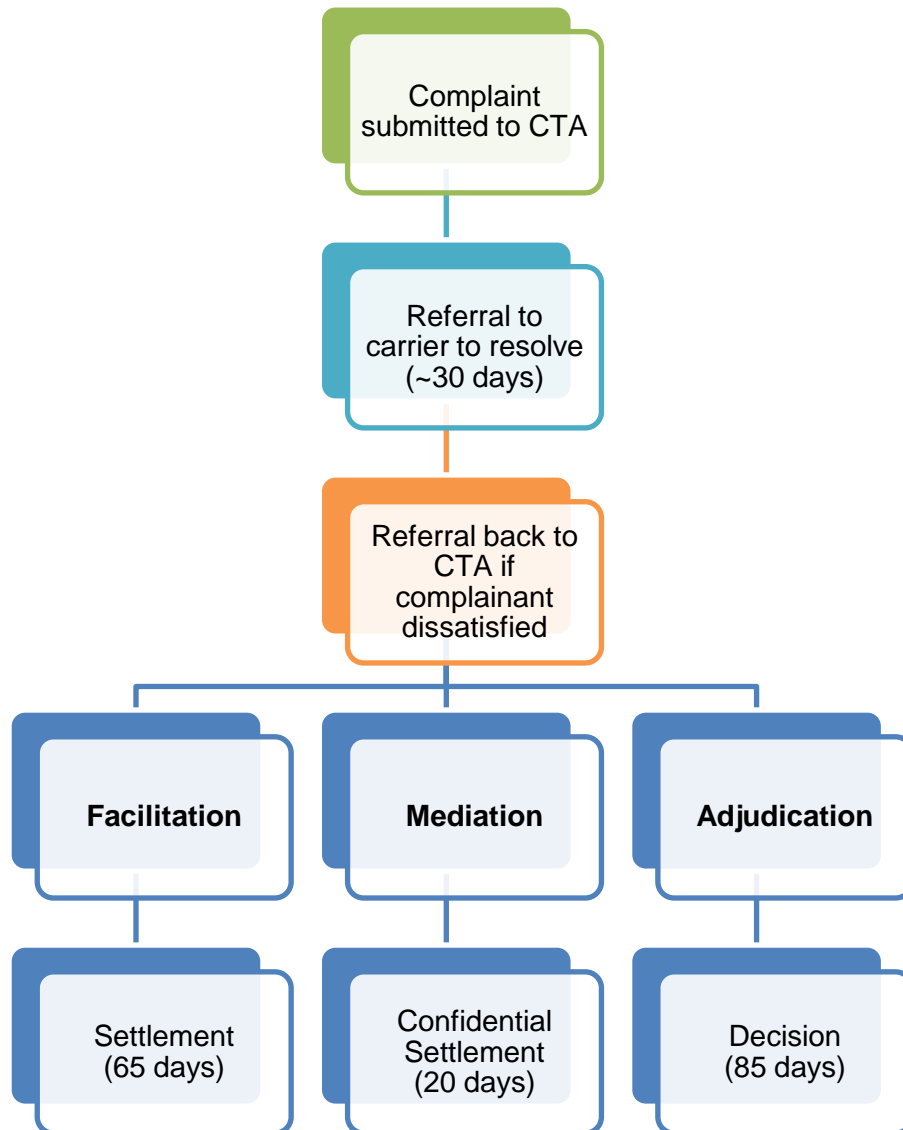 Complaint
submitted to CTA
Referral to
carrier to resolve
(~30 days)
Referral back to
CTA if
complainant
dissatisfied
Facilitation
Mediation
Adjudication
Settlement
(65 days)
Confidential
Settlement
(20 days)
Decision
(85 days)